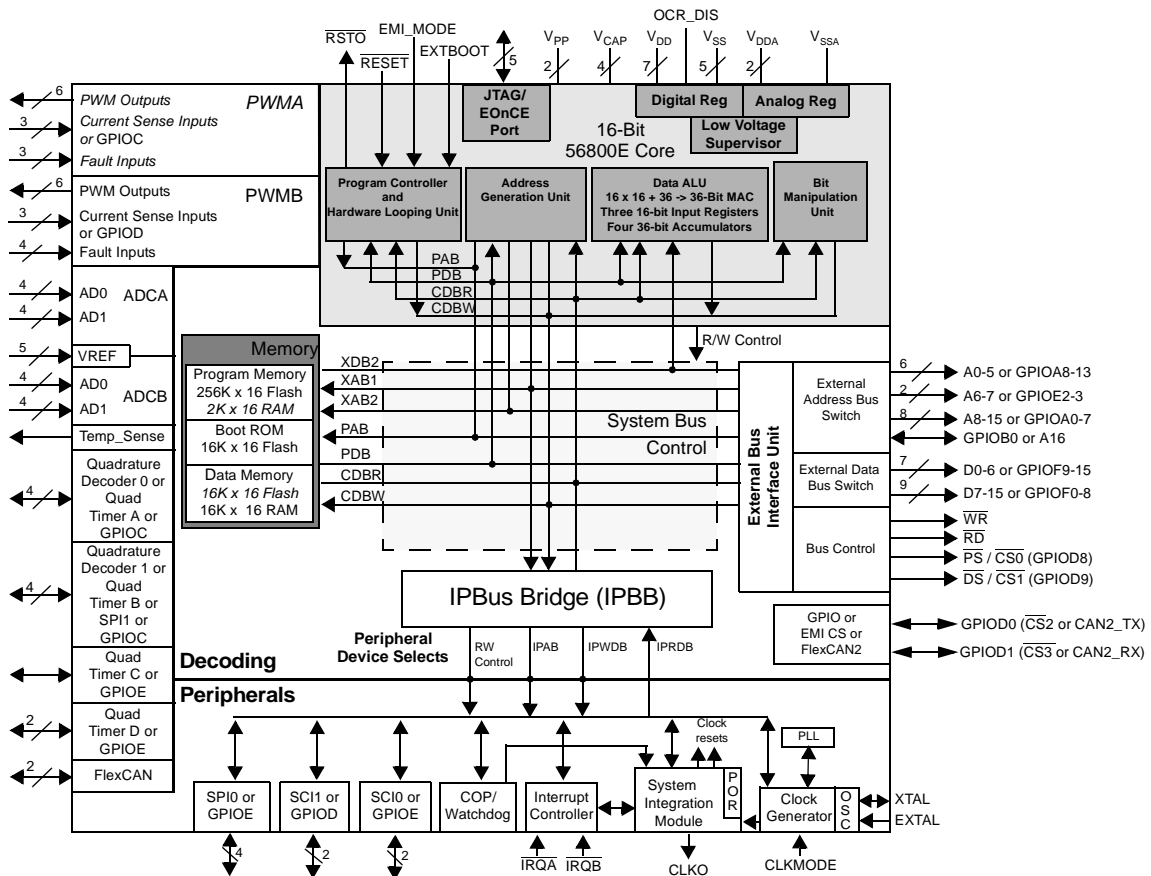 OCR_DIS
RSTO
EMI_MODE
RESET
EXTBOOT
5
VPP
2
VCAP
4
VDD
7
VSS
5
VDDA
2
VSSA
6
PWM Outputs
PWMA
3
Current Sense Inputs
or GPIOC
3
Fault Inputs
6
PWM Outputs
PWMB
3
Current Sense Inputs
or GPIOD
4
Fault Inputs
4
AD0
ADCA
4
AD1
5
VREF
4
AD0
ADCB
4
AD1
Temp_Sense
4
Quadrature
Decoder 0 or
Quad
Timer A or
GPIOC
4
Quadrature
Decoder 1 or
Quad
Timer B or
SPI1 or
GPIOC
Quad
Timer C or
GPIOE
2
Quad
Timer D or
GPIOE
2
FlexCAN
JTAG/
EOnCE
Port
Digital Reg
Analog Reg
Low Voltage
Supervisor
16-Bit
56800E Core
Program Controller
and
Hardware Looping Unit
Address
Generation Unit
Data ALU
16 x 16 + 36 -> 36-Bit MAC
Three 16-bit Input Registers
Four 36-bit Accumulators
Bit
Manipulation
Unit
PAB
PDB
CDBR
CDBW
R/W Control
Memory
Program Memory
256K x 16 Flash
2K x 16 RAM
Boot ROM
16K x 16 Flash
Data Memory
16K x 16 Flash
16K x 16 RAM
XDB2
XAB1
XAB2
PAB
PDB
CDBR
CDBW
System Bus
Control
External Bus
Interface Unit
External
Address Bus
Switch
External Data
Bus Switch
Bus Control
6
A0-5 or GPIOA8-13
2
A6-7 or GPIOE2-3
8
A8-15 or GPIOA0-7
GPIOB0 or A16
7
D0-6 or GPIOF9-15
9
D7-15 or GPIOF0-8
WR
RD
PS / CS0 (GPIOD8)
DS / CS1 (GPIOD9)
GPIO or
EMI CS or
FlexCAN2
GPIOD0 (CS2 or CAN2_TX)
GPIOD1 (CS3 or CAN2_RX)
IPBus Bridge (IPBB)
Peripheral
Device Selects
RW
Control
IPAB
IPWDB
IPRDB
Decoding
Peripherals
Clock
resets
PLL
SPI0 or
GPIOE
SCI1 or
GPIOD
SCI0 or
GPIOE
COP/
Watchdog
Interrupt
Controller
System
Integration
Module
POR
Clock
Generator
OSC
XTAL
EXTAL
4
2
2
IRQA
IRQB
CLKO
CLKMODE